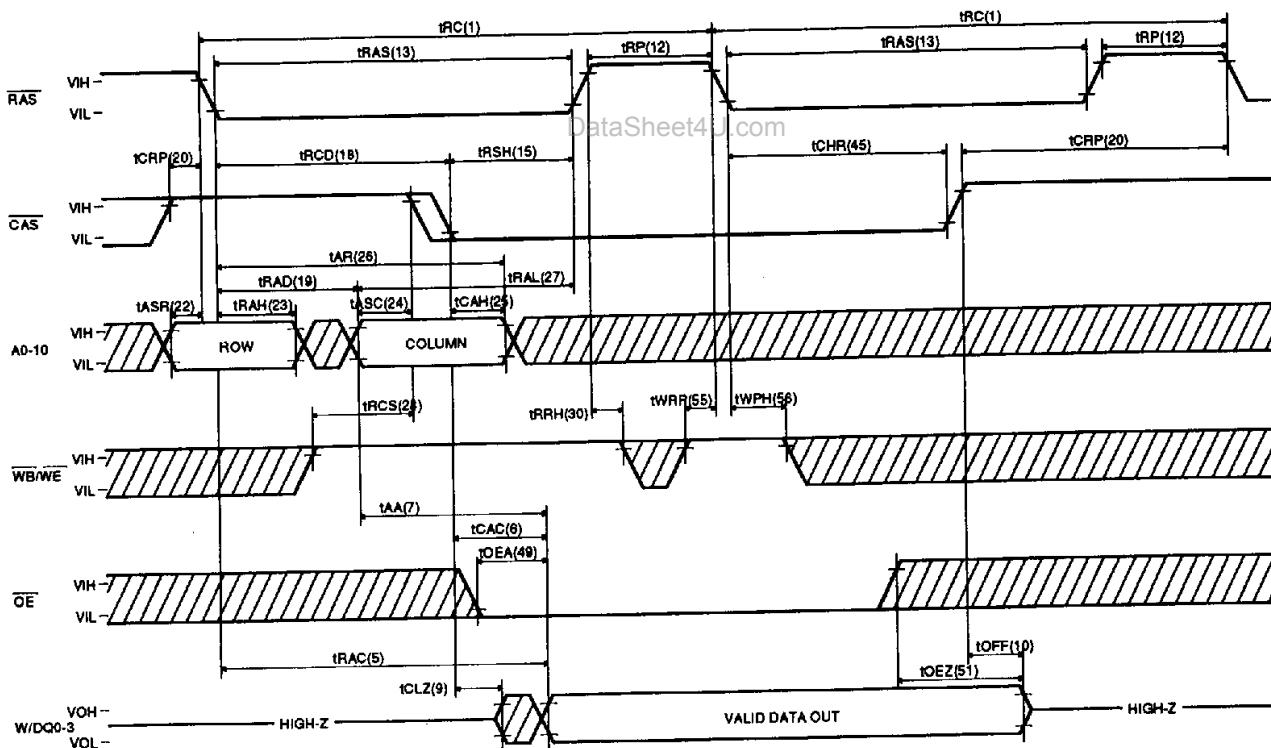 tRC(1) tRC(1)
tRAS(13) tRP(12) tRAS(13) tRP(12)
VIH
RAS
VIL
DataSheet4U.com
tCRP(20) tRCD(18) tRSH(15) tCHR(45) tCRP(20)
VIH
CAS
VIL
tAR(26)
tRAD(19) tRAL(27)
tASR(22) tRAH(23) tASC(24) tCAH(25)
VIH
A0-10 ROW COLUMN
VIL
tRCS(28) tRRH(30) tWRP(55) tWPH(56)
VIH
WB/WE
VIL
tAA(7)
tCAC(6)
tOEA(49)
VIH
OE
VIL
tRAC(5) tOFF(10)
tCLZ(9) tOEZ(51)
VOH
W/DQ0-3 HIGH-Z VALID DATA OUT HIGH-Z
VOL